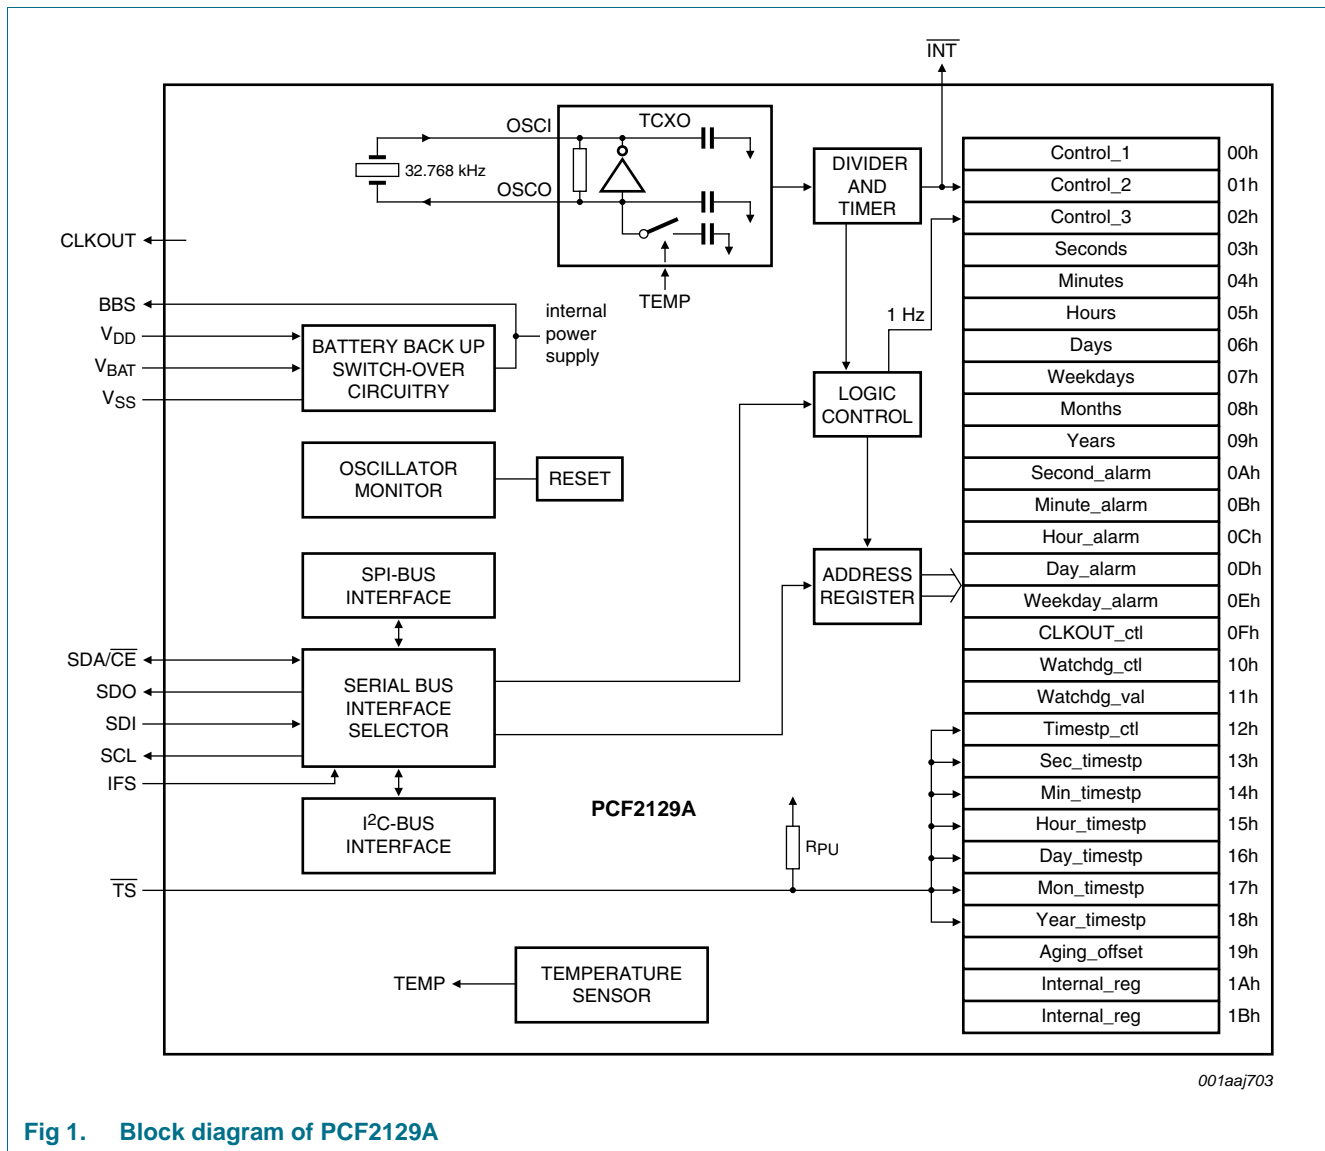 INT
OSCI
TCXO
32.768 kHz
OSCO
TEMP
DIVIDER
AND
TIMER
CLKOUT
BBS
VDD
VBAT
VSS
BATTERY BACK UP
SWITCH-OVER
CIRCUITRY
internal
power
supply
1 Hz
LOGIC
CONTROL
OSCILLATOR
MONITOR
RESET
SPI-BUS
INTERFACE
ADDRESS
REGISTER
SDA/CE
SDO
SDI
SCL
IFS
SERIAL BUS
INTERFACE
SELECTOR
I2C-BUS
INTERFACE
PCF2129A
RPU
TS
TEMP
TEMPERATURE
SENSOR
Control_1 00h
Control_2 01h
Control_3 02h
Seconds 03h
Minutes 04h
Hours 05h
Days 06h
Weekdays 07h
Months 08h
Years 09h
Second_alarm 0Ah
Minute_alarm 0Bh
Hour_alarm 0Ch
Day_alarm 0Dh
Weekday_alarm 0Eh
CLKOUT_ctl 0Fh
Watchdg_ctl 10h
Watchdg_val 11h
Timestp_ctl 12h
Sec_timestp 13h
Min_timestp 14h
Hour_timestp 15h
Day_timestp 16h
Mon_timestp 17h
Year_timestp 18h
Aging_offset 19h
Internal_reg 1Ah
Internal_reg 1Bh
001aaj703
Fig 1. Block diagram of PCF2129A